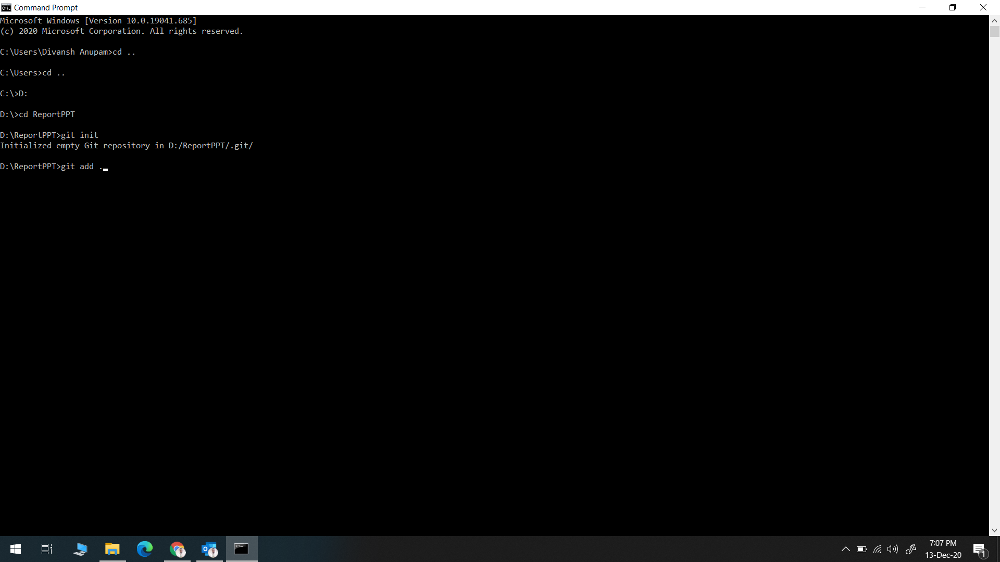 Command Prompt
Microsoft Windows [Version 10.0.19041.685]
(c) 2020 Microsoft Corporation. All rights reserved.
C:\Users\Divansh Anupam>cd ..
C:\Users>cd ..
C:\>D:
D:\>cd ReportPPT
D:\ReportPPT>git init
Initialized empty Git repository in D:/ReportPPT/.git/
D:\ReportPPT>git add .
7:07 PM
13-Dec-20
1